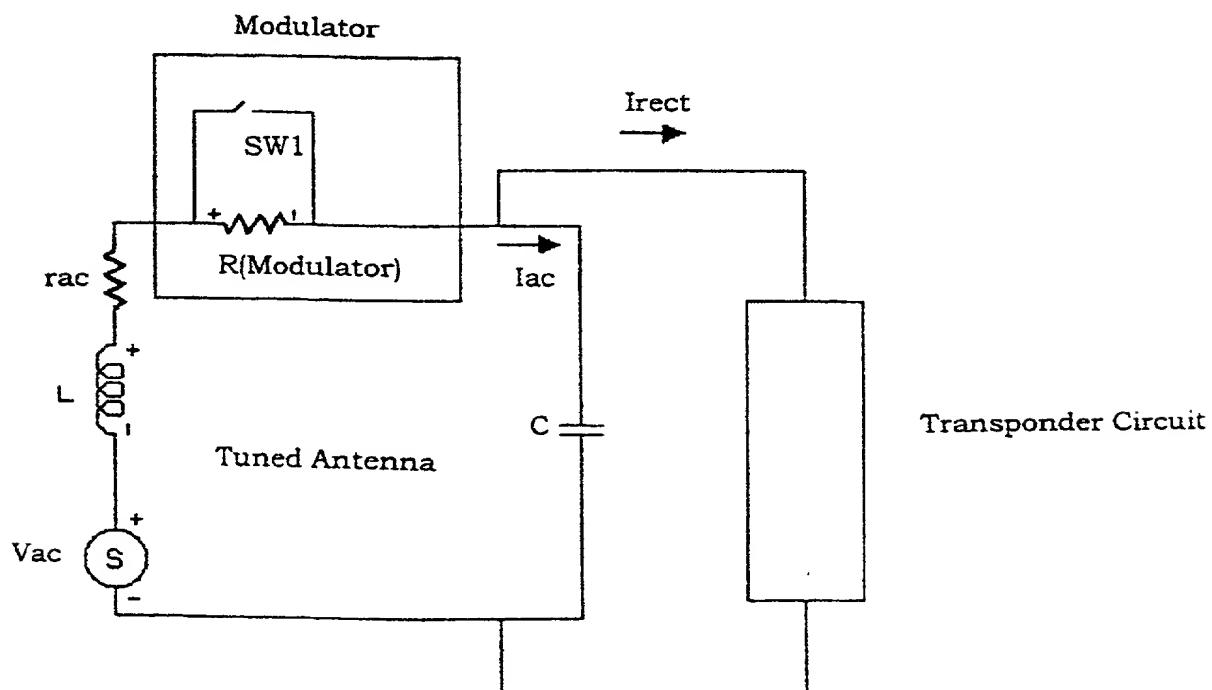 Modulator
Irect
SW1
+
R(Modulator)
rac
Iac
+
L
C
Transponder Circuit
Tuned Antenna
+
Vac
S
-